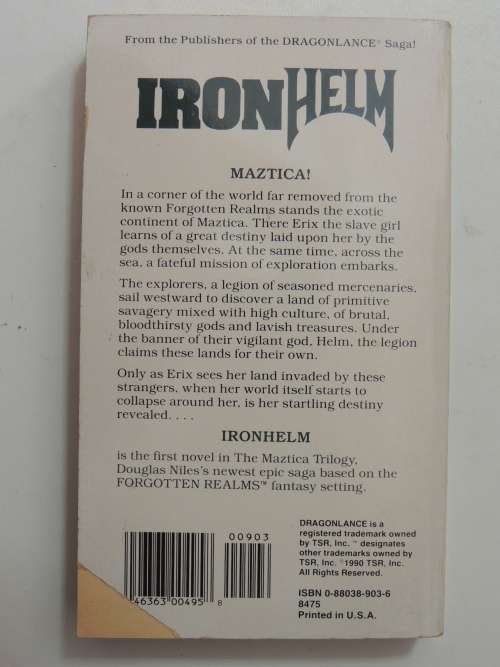 From the Publishers of the DRAGONLANCE® Saga!
IRONHELM
MAZTICA!
In a corner of the world far removed from the
known Forgotten Realms stands the exotic
continent of Maztica. There Erix the slave girl
learns of a great destiny laid upon her by the
gods themselves. At the same time, across the
sea, a fateful mission of exploration embarks.
The explorers, a legion of seasoned mercenaries,
sail westward to discover a land of primitive
savagery mixed with high culture, of brutal,
bloodthirsty gods and lavish treasures. Under
the banner of their vigilant god, Helm, the legion
claims these lands for their own.
Only as Erix sees her land invaded by these
strangers, when her world itself starts to
collapse around her, is her startling destiny
revealed. . . .
IRONHELM
is the first novel in The Maztica Trilogy,
Douglas Niles's newest epic saga based on the
FORGOTTEN REALMS™ fantasy setting.
00903
46363 00495 8
DRAGONLANCE is a
registered trademark owned
by TSR, Inc. ™ designates
other trademarks owned by
TSR, Inc. ©1990 TSR, Inc.
All Rights Reserved.
ISBN 0-88038-903-6
8475
Printed in U.S.A.